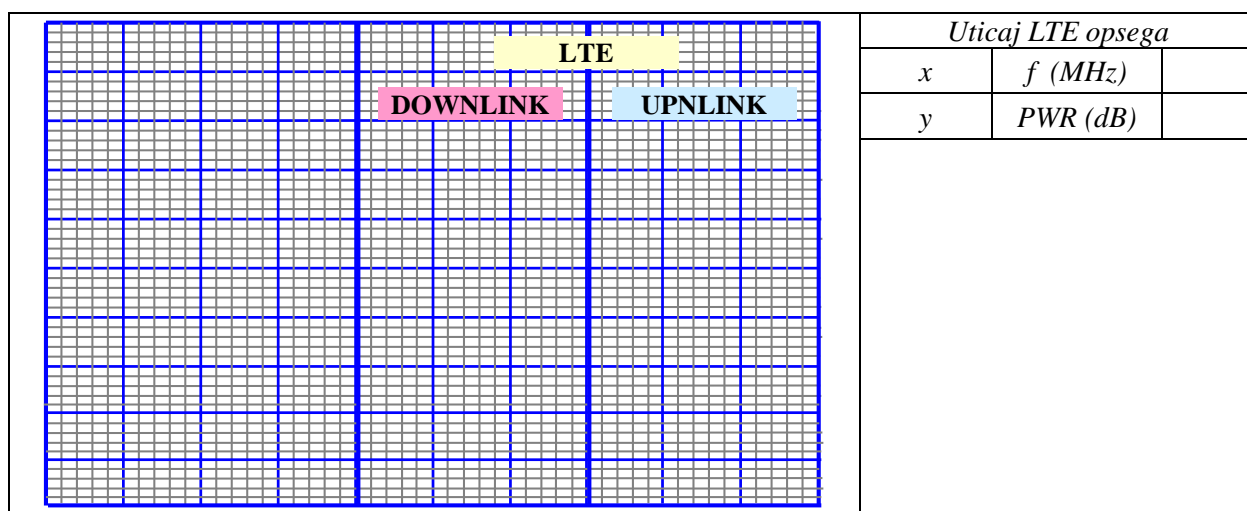 LTE
DOWNLINK UPNLINK
Uticaj LTE opsega
x f (MHz)
y PWR (dB)